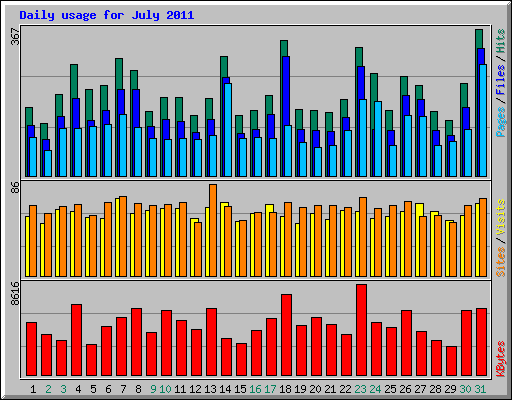 Daily usage for July 2011
367
Pages / Files / Hits
86
Sites / Visits
8616
KBytes
1 2 3 4 5 6 7 8 9 10 11 12 13 14 15 16 17 18 19 20 21 22 23 24 25 26 27 28 29 30 31